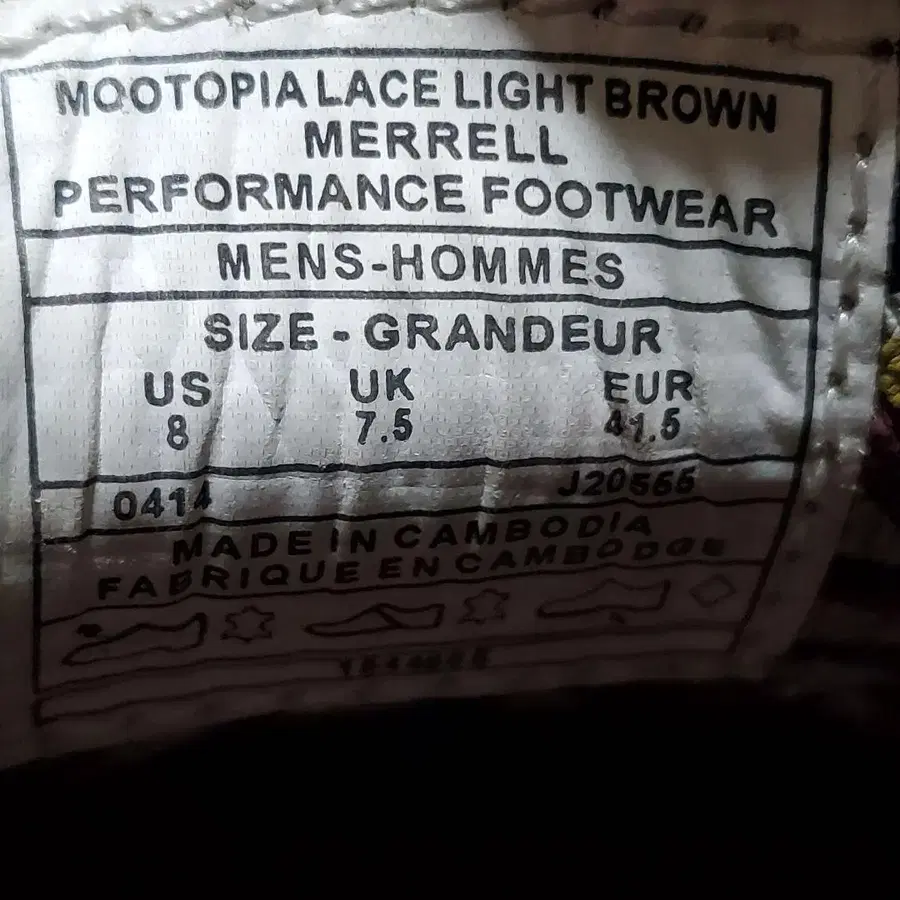 MOOTOPIA LACE LIGHT BROWN
MERRELL
PERFORMANCE FOOTWEAR
MENS-HOMMES
SIZE - GRANDEUR
US UK EUR
8 7.5 41.5
0414 J20565
MADE IN CAMBODIA
FABRIQUE EN CAMBODGE